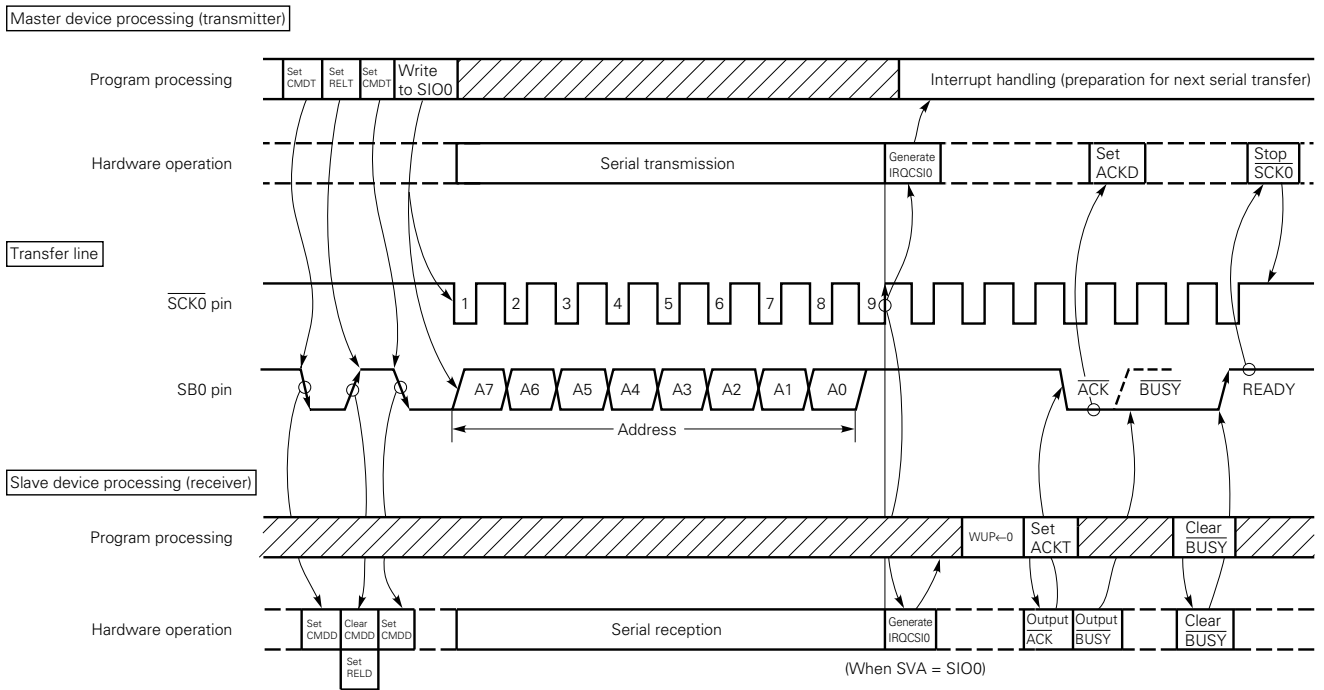 Master device processing (transmitter)
Program processing
Set CMDT
Set RELT
Set CMDT
Write to SIO0
Interrupt handling (preparation for next serial transfer)
Hardware operation
Serial transmission
Generate IRQCSI0
Set ACKD
Stop SCK0
Transfer line
SCK0 pin
1 2 3 4 5 6 7 8 9
SB0 pin
A7 A6 A5 A4 A3 A2 A1 A0
ACK
BUSY
READY
Address
Slave device processing (receiver)
Program processing
WUP←0
Set ACKT
Clear BUSY
Hardware operation
Set CMDD
Clear CMDD
Set CMDD
Set RELD
Serial reception
Generate IRQCSI0
Output ACK
Output BUSY
Clear BUSY
(When SVA = SIO0)